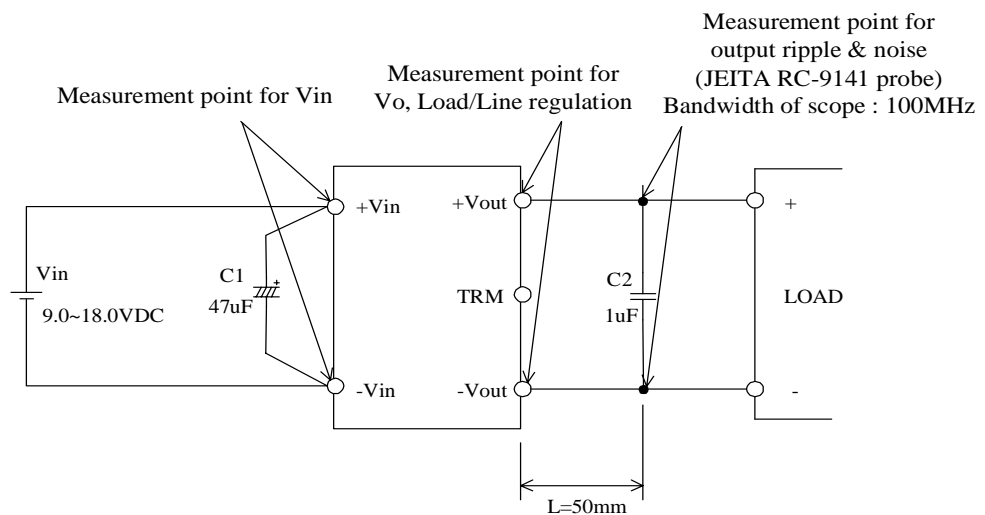 Measurement point for
output ripple & noise
(JEITA RC-9141 probe)
Bandwidth of scope : 100MHz
Measurement point for
Vo, Load/Line regulation
Measurement point for Vin
+Vin
+Vout
+
Vin
9.0~18.0VDC
C1
+
47uF
TRM
C2
1uF
LOAD
-Vin
-Vout
-
L=50mm